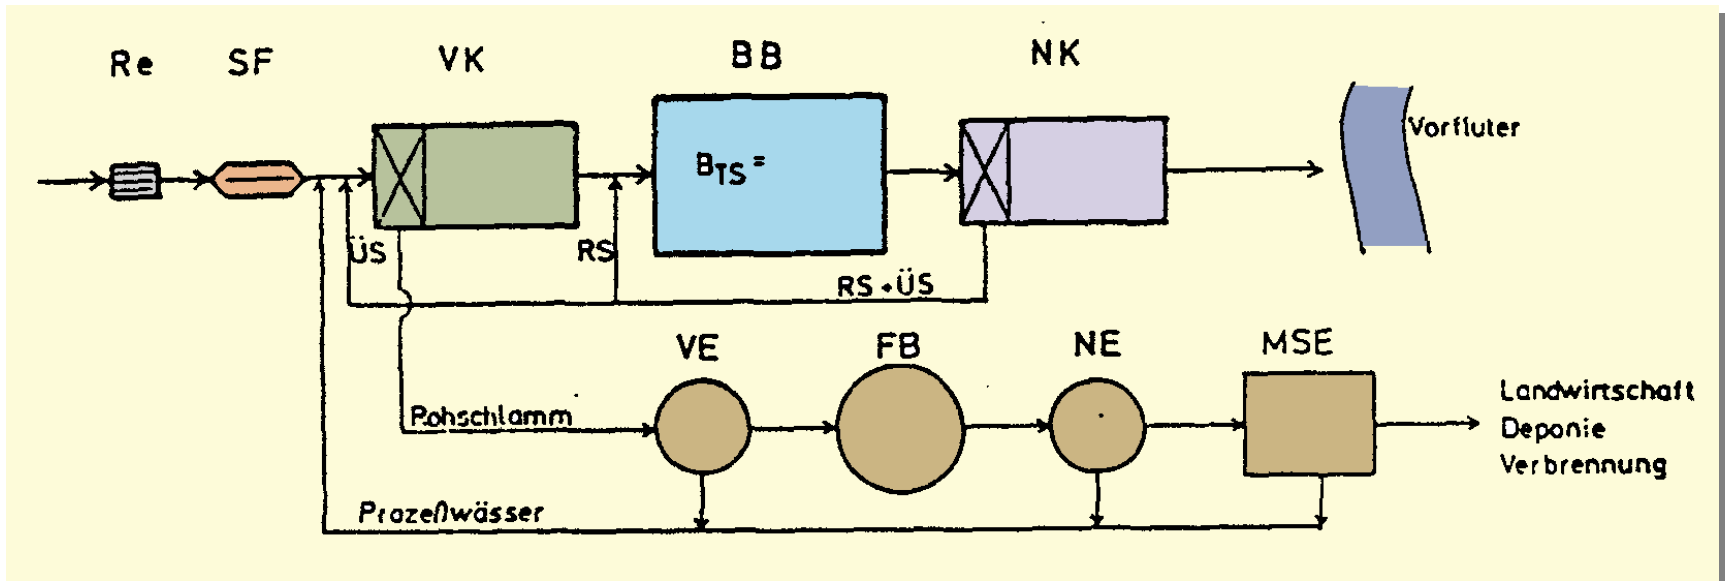 Re
SF
VK
BB
NK
Vorfluter
BTS =
ÜS
RS
RS + ÜS
VE
FB
NE
MSE
Rohschlamm
Landwirtschaft
Deponie
Verbrennung
Prozeßwässer